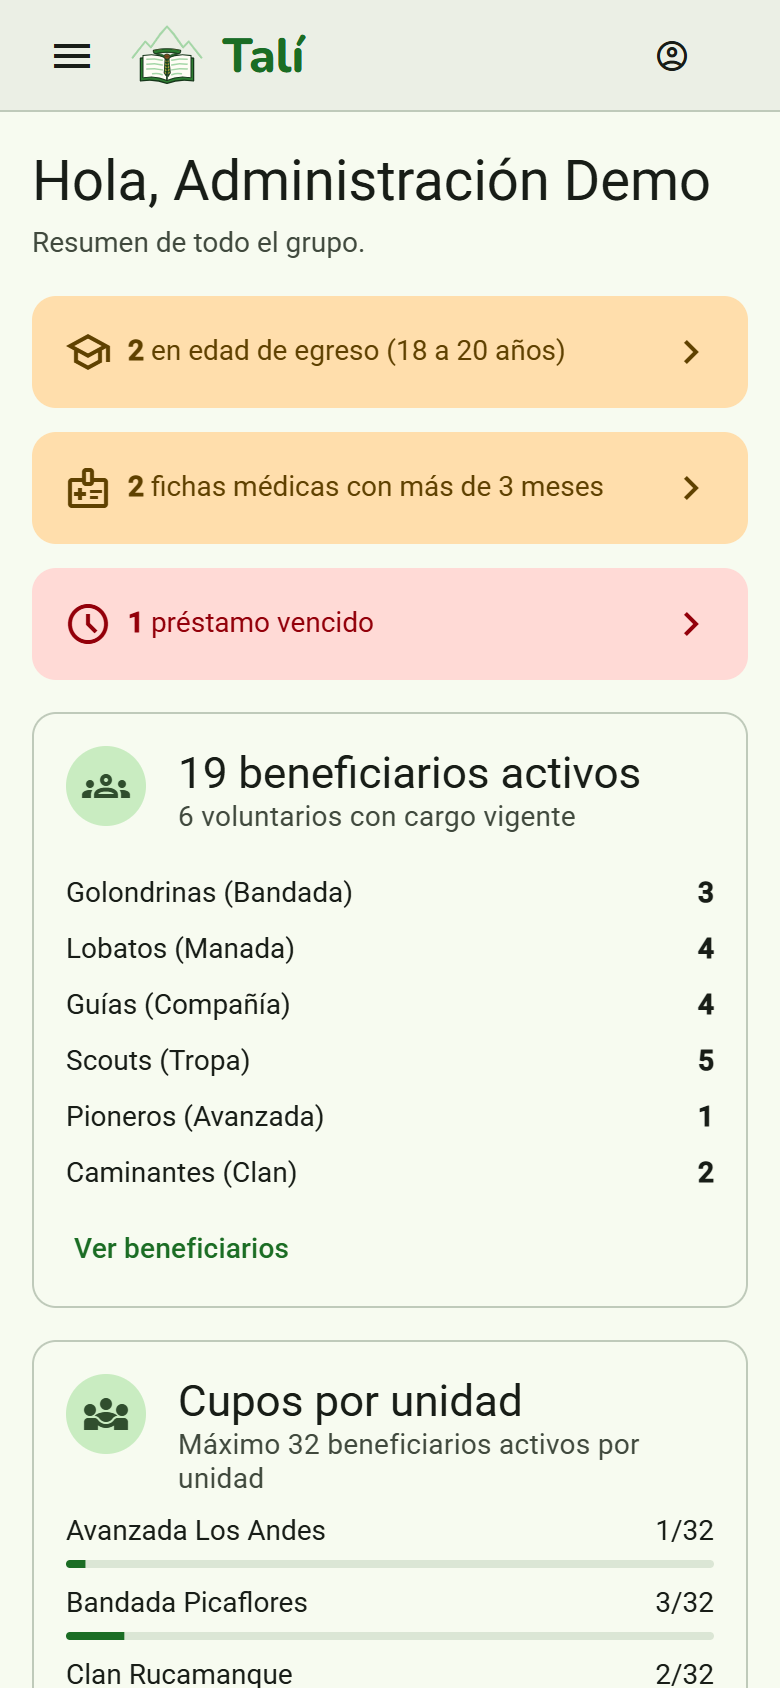 Talí
Hola, Administración Demo
Resumen de todo el grupo.
2 en edad de egreso (18 a 20 años)
2 fichas médicas con más de 3 meses
1 préstamo vencido
19 beneficiarios activos
6 voluntarios con cargo vigente
Golondrinas (Bandada) 3
Lobatos (Manada) 4
Guías (Compañía) 4
Scouts (Tropa) 5
Pioneros (Avanzada) 1
Caminantes (Clan) 2
Ver beneficiarios
Cupos por unidad
Máximo 32 beneficiarios activos por
unidad
Avanzada Los Andes 1/32
Bandada Picaflores 3/32
Clan Rucamanque 2/32